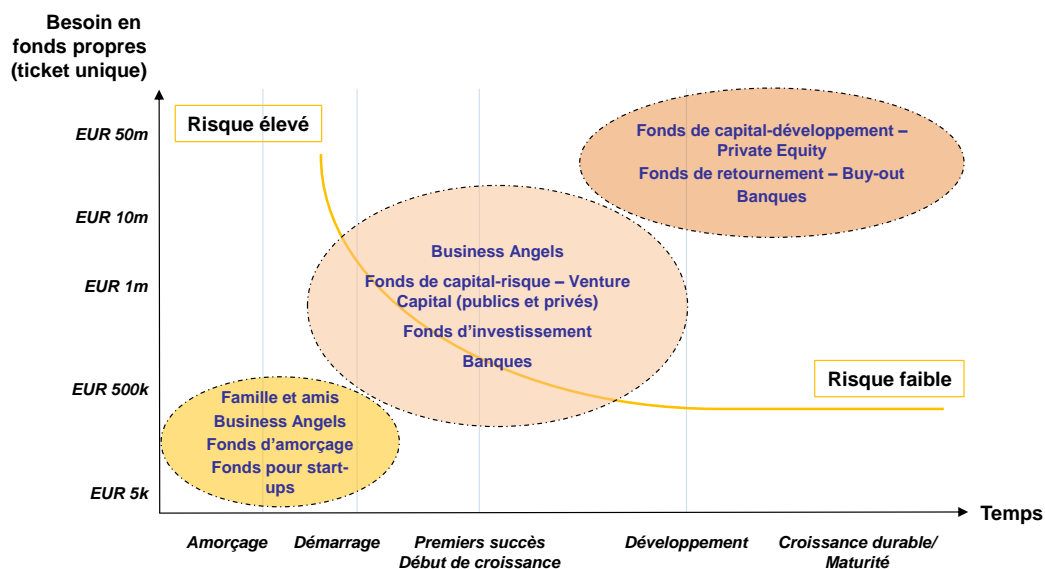 Besoin en
fonds propres
(ticket unique)
EUR 50m
EUR 10m
EUR 1m
EUR 500k
EUR 5k
Risque élevé
Fonds de capital-développement –
Private Equity
Fonds de retournement – Buy-out
Banques
Business Angels
Fonds de capital-risque – Venture
Capital (publics et privés)
Fonds d’investissement
Banques
Risque faible
Famille et amis
Business Angels
Fonds d’amorçage
Fonds pour start-
ups
Temps
Amorçage
Démarrage
Premiers succès
Début de croissance
Développement
Croissance durable/
Maturité